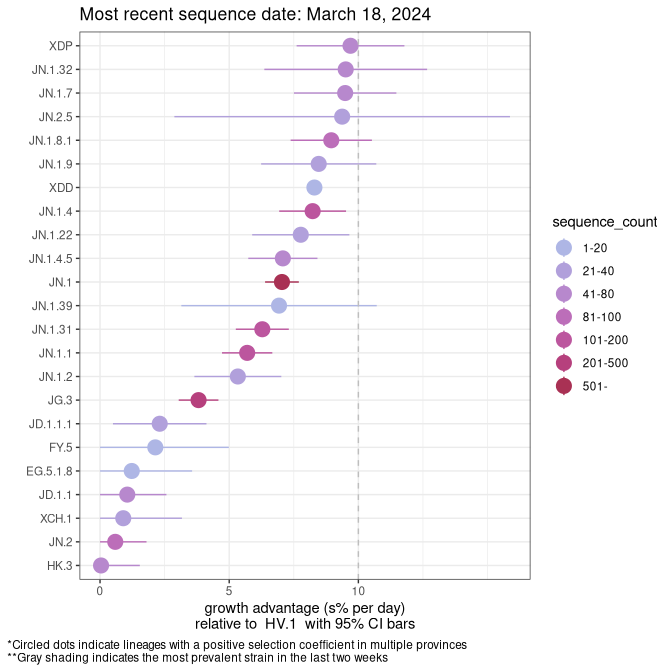 Most recent sequence date: March 18, 2024
XDP
JN.1.32
JN.1.7
JN.2.5
JN.1.8.1
JN.1.9
XDD
JN.1.4
JN.1.22
JN.1.4.5
JN.1
JN.1.39
JN.1.31
JN.1.1
JN.1.2
JG.3
JD.1.1.1
FY.5
EG.5.1.8
JD.1.1
XCH.1
JN.2
HK.3
0 5 10
growth advantage (s% per day)
relative to HV.1 with 95% CI bars
sequence_count
1-20
21-40
41-80
81-100
101-200
201-500
501-
*Circled dots indicate lineages with a positive selection coefficient in multiple provinces
**Gray shading indicates the most prevalent strain in the last two weeks